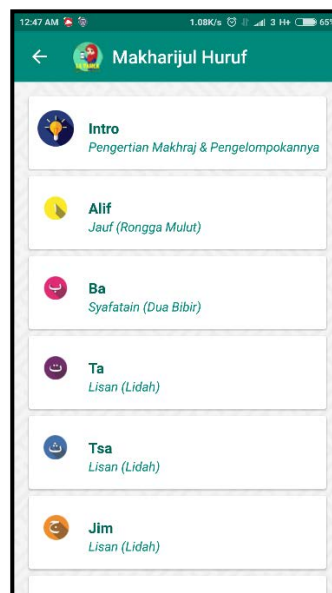 12:47 AM 1.08K/s 3 H+ 65%
Makharijul Huruf
Intro
Pengertian Makhraj & Pengelompokannya
Alif
Jauf (Rongga Mulut)
ب
Ba
Syafatain (Dua Bibir)
ت
Ta
Lisan (Lidah)
ث
Tsa
Lisan (Lidah)
ج
Jim
Lisan (Lidah)